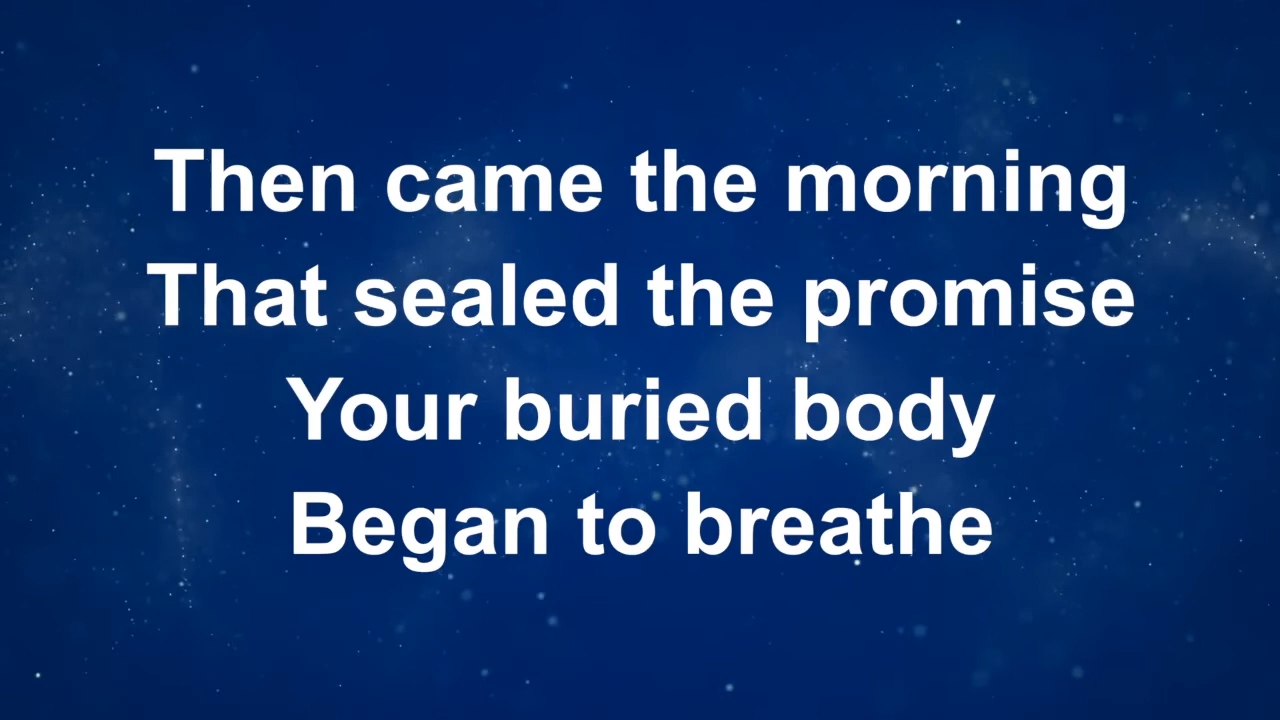 Then came the morning
That sealed the promise
Your buried body
Began to breathe